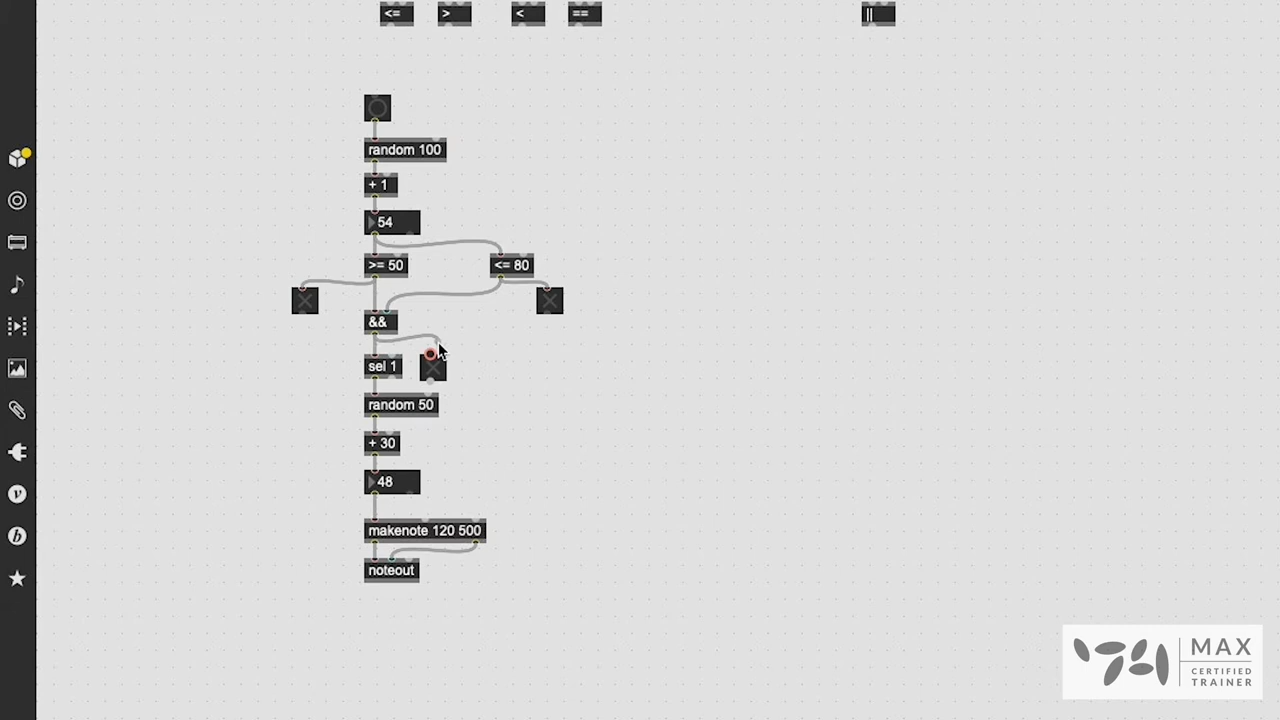 <= > < == ||
random 100
+ 1
54
>= 50 <= 80
&&
sel 1
random 50
+ 30
48
makenote 120 500
noteout
MAX
CERTIFIED
TRAINER